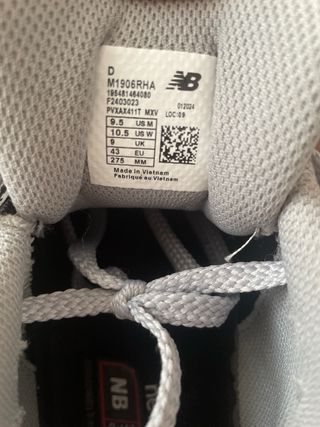 D
M1906RHA NB
195481464080
F2403023 012024
PVXAX411T MXV LOC:09
9.5 US M
10.5 US W
9 UK
43 EU
275 MM
Made in Vietnam
Fabriqué au Vietnam
NB